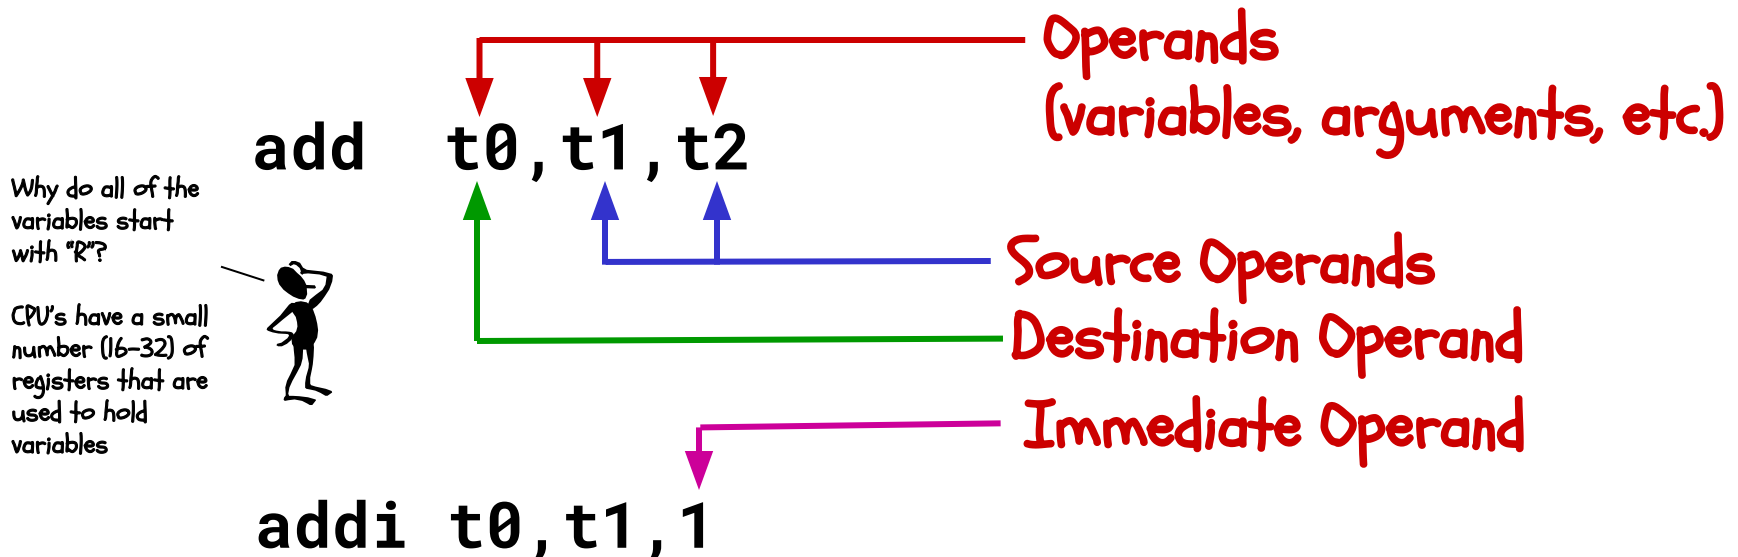 Operands
(variables, arguments, etc.)
add t0,t1,t2
Why do all of the
variables start
with "R"?
CPU's have a small
number (16-32) of
registers that are
used to hold
variables
Source Operands
Destination Operand
Immediate Operand
addi t0,t1,1